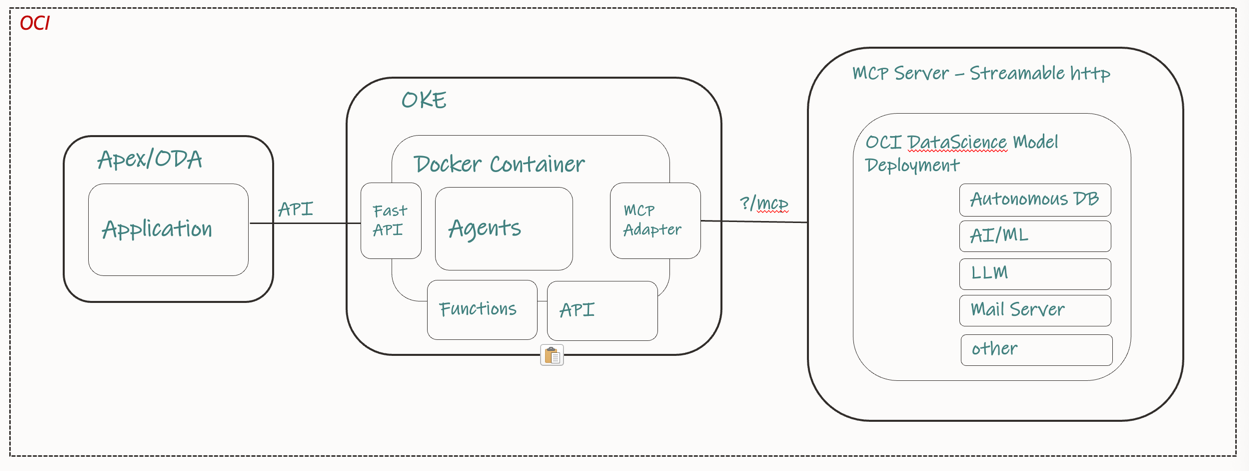 OCI
Apex/ODA
Application
API
OKE
Docker Container
Fast
API
Agents
MCP
Adapter
Functions
API
?/mcp
MCP Server – Streamable http
OCI DataScience Model
Deployment
Autonomous DB
AI/ML
LLM
Mail Server
other